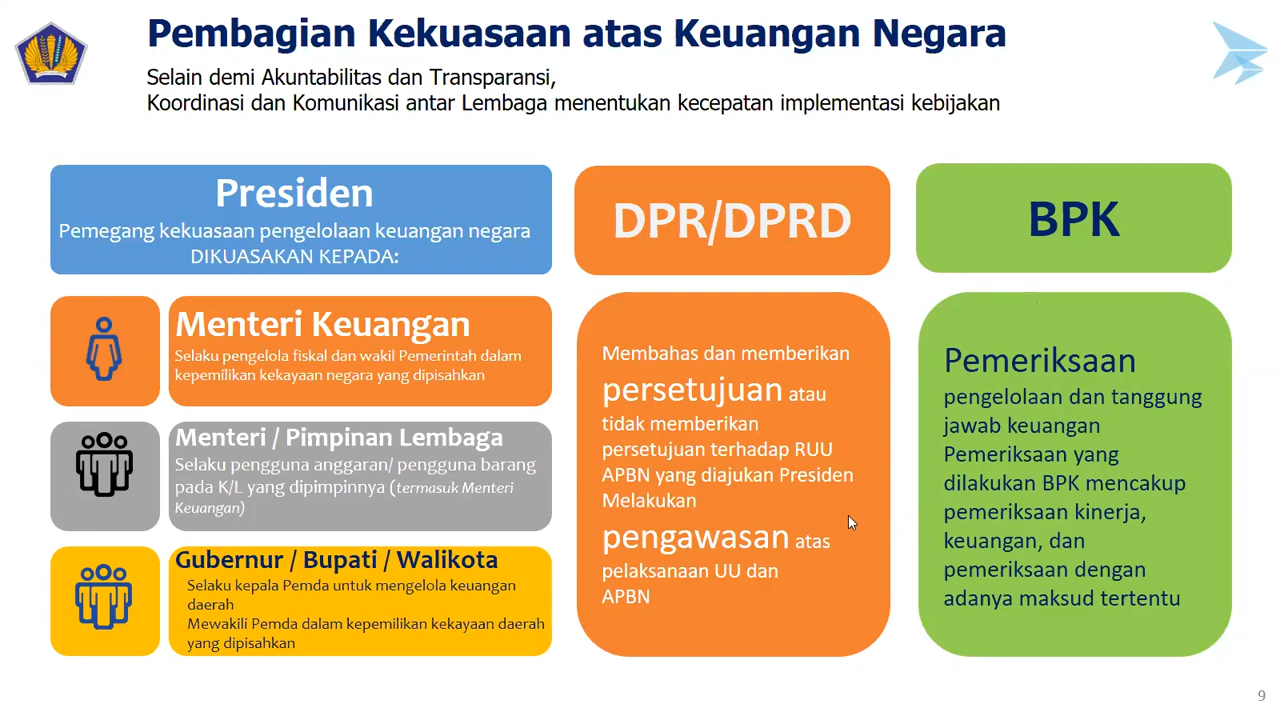 Pembagian Kekuasaan atas Keuangan Negara
Selain demi Akuntabilitas dan Transparansi,
Koordinasi dan Komunikasi antar Lembaga menentukan kecepatan implementasi kebijakan
Presiden
Pemegang kekuasaan pengelolaan keuangan negara
DIKUASAKAN KEPADA:
Menteri Keuangan
Selaku pengelola fiskal dan wakil Pemerintah dalam
kepemilikan kekayaan negara yang dipisahkan
Menteri / Pimpinan Lembaga
Selaku pengguna anggaran/ pengguna barang
pada K/L yang dipimpinnya (termasuk Menteri
Keuangan)
Gubernur / Bupati / Walikota
Selaku kepala Pemda untuk mengelola keuangan
daerah
Mewakili Pemda dalam kepemilikan kekayaan daerah
yang dipisahkan
DPR/DPRD
Membahas dan memberikan
persetujuan atau
tidak memberikan
persetujuan terhadap RUU
APBN yang diajukan Presiden
Melakukan
pengawasan atas
pelaksanaan UU dan
APBN
BPK
Pemeriksaan
pengelolaan dan tanggung
jawab keuangan
Pemeriksaan yang
dilakukan BPK mencakup
pemeriksaan kinerja,
keuangan, dan
pemeriksaan dengan
adanya maksud tertentu
9